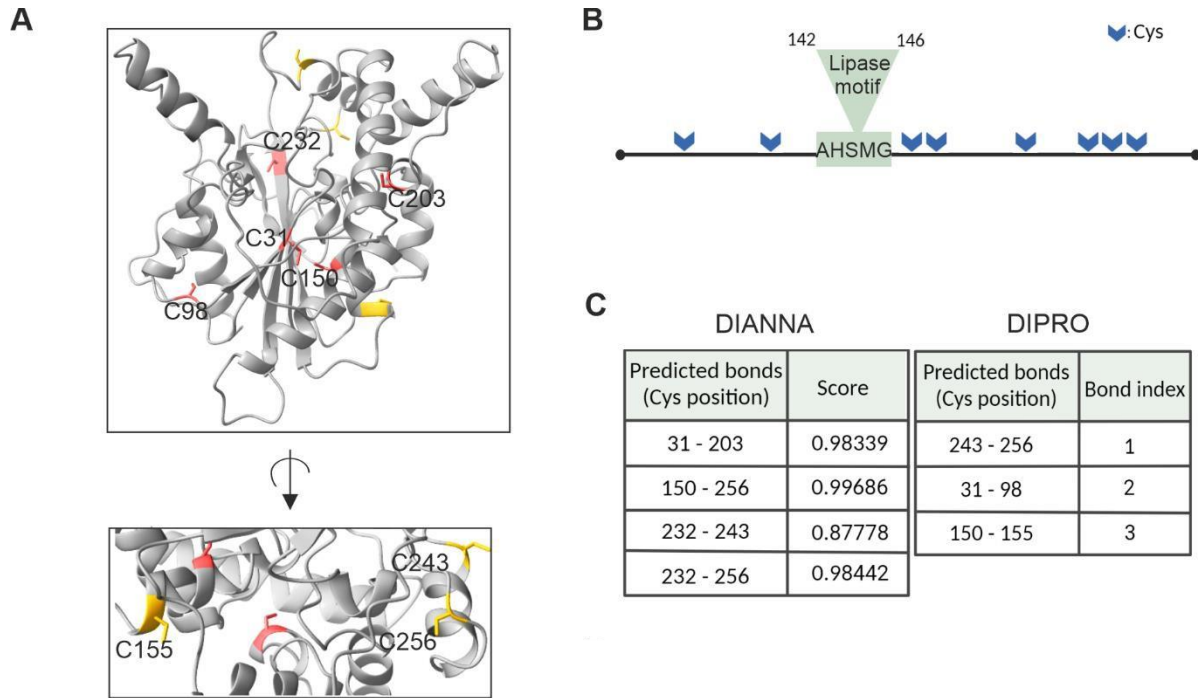 A
C232
C203
C31
C150
C98
C243
C155
C256
B
142
146
: Cys
Lipase
motif
AHSMG
C
DIANNA
Predicted bonds
(Cys position)
Score
31 - 203
0.98339
150 - 256
0.99686
232 - 243
0.87778
232 - 256
0.98442
DIPRO
Predicted bonds
(Cys position)
Bond index
243 - 256
1
31 - 98
2
150 - 155
3